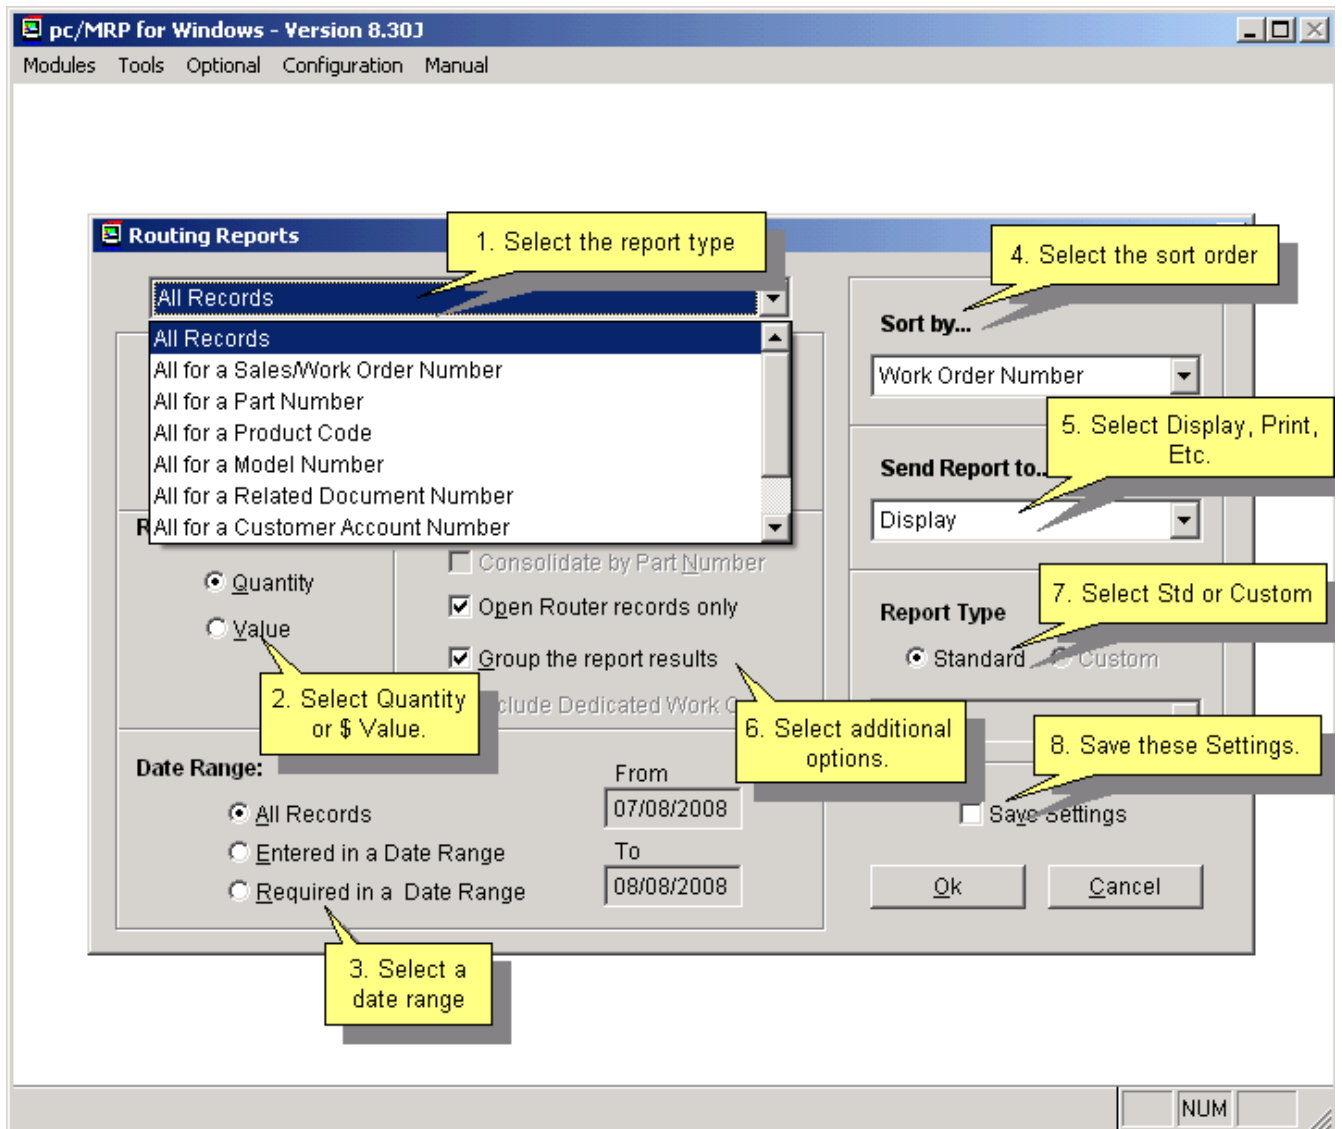 pc/MRP for Windows - Version 8.30J
Modules Tools Optional Configuration Manual
Routing Reports
1. Select the report type
4. Select the sort order
All Records
All Records
All for a Sales/Work Order Number
All for a Part Number
All for a Product Code
All for a Model Number
All for a Related Document Number
All for a Customer Account Number
Sort by...
Work Order Number
5. Select Display, Print,
Etc.
Send Report to..
Display
R
Quantity
Value
Consolidate by Part Number
Open Router records only
Group the report results
clude Dedicated Work
2. Select Quantity
or $ Value.
6. Select additional
options.
7. Select Std or Custom
Report Type
Standard Custom
8. Save these Settings.
Save Settings
Date Range:
All Records
Entered in a Date Range
Required in a Date Range
From
07/08/2008
To
08/08/2008
3. Select a
date range
Ok Cancel
NUM